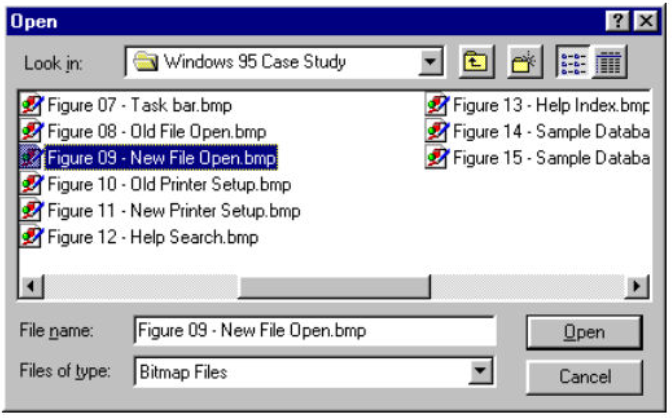 Open
Look in:
Windows 95 Case Study
Figure 07 - Task bar.bmp
Figure 08 - Old File Open.bmp
Figure 09 - New File Open.bmp
Figure 10 - Old Printer Setup.bmp
Figure 11 - New Printer Setup.bmp
Figure 12 - Help Search.bmp
Figure 13 - Help Index.bmp
Figure 14 - Sample Databa
Figure 15 - Sample Databa
File name:
Figure 09 - New File Open.bmp
Open
Files of type:
Bitmap Files
Cancel